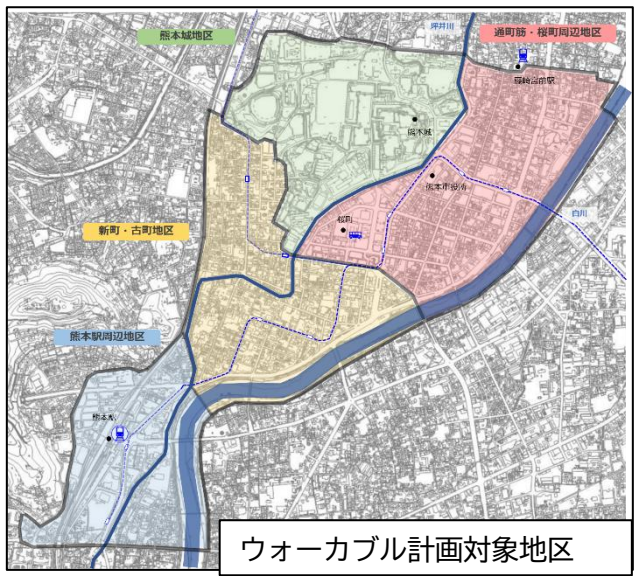 坪井川
通町筋・桜町周辺地区
熊本城地区
藤崎宮前駅
熊本城
熊本市役所
白川
桜町
新町・古町地区
熊本駅周辺地区
熊本駅
ウォーカブル計画対象地区